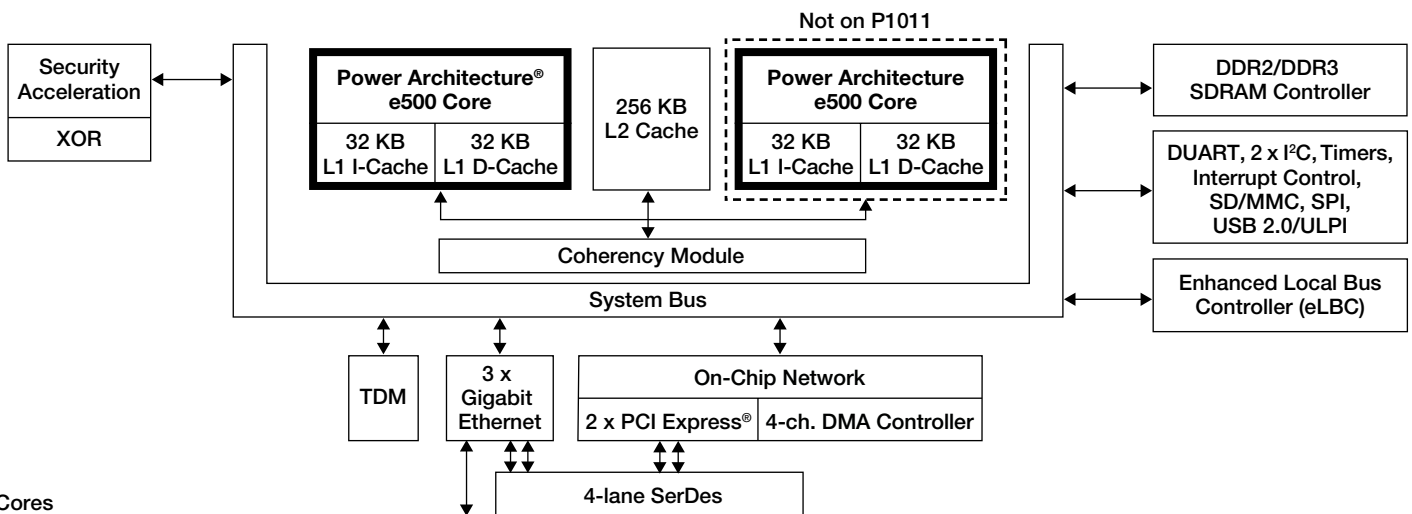 Not on P1011
Security
Acceleration
XOR
Power Architecture®
e500 Core
32 KB
L1 I-Cache
32 KB
L1 D-Cache
256 KB
L2 Cache
Power Architecture
e500 Core
32 KB
L1 I-Cache
32 KB
L1 D-Cache
DDR2/DDR3
SDRAM Controller
DUART, 2 x I²C, Timers,
Interrupt Control,
SD/MMC, SPI,
USB 2.0/ULPI
Coherency Module
System Bus
Enhanced Local Bus
Controller (eLBC)
TDM
3 x
Gigabit
Ethernet
On-Chip Network
2 x PCI Express®
4-ch. DMA Controller
4-lane SerDes
Cores